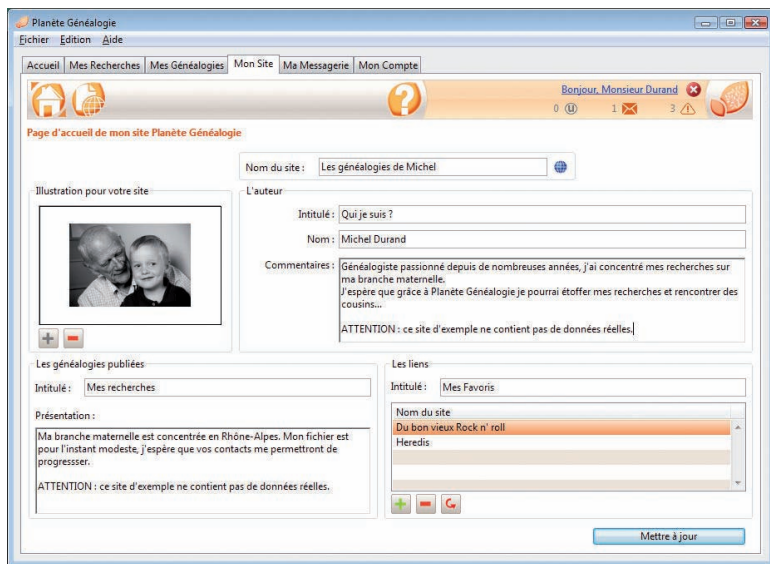 Planète Généalogie
Fichier Edition Aide
Accueil Mes Recherches Mes Généalogies Mon Site Ma Messagerie Mon Compte
Bonjour, Monsieur Durand
0 1 3
Page d'accueil de mon site Planète Généalogie
Nom du site : Les généalogies de Michel
Illustration pour votre site
L'auteur
Intitulé : Qui je suis ?
Nom : Michel Durand
Commentaires : Généalogiste passionné depuis de nombreuses années, j'ai concentré mes recherches sur
ma branche maternelle.
J'espère que grâce à Planète Généalogie je pourrai étoffer mes recherches et rencontrer des
cousins...
ATTENTION : ce site d'exemple ne contient pas de données réelles.
Les généalogies publiées
Intitulé : Mes recherches
Présentation :
Ma branche maternelle est concentrée en Rhône-Alpes. Mon fichier est
pour l'instant modeste, j'espère que vos contacts me permettront de
progressser.
ATTENTION : ce site d'exemple ne contient pas de données réelles.
Les liens
Intitulé : Mes Favoris
Nom du site
Du bon vieux Rock n' roll
Heredis
Mettre à jour